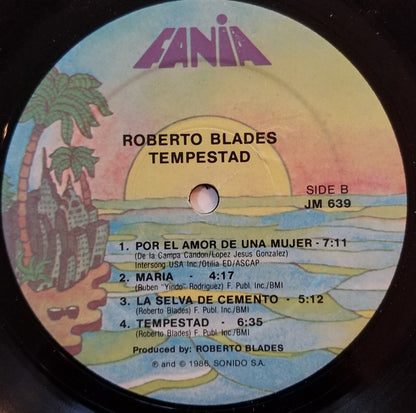 FANIA
ROBERTO BLADES
TEMPESTAD
SIDE B
JM 639
1. POR EL AMOR DE UNA MUJER - 7:11
(De la Campa Candon/Lopez Jesus Gonzalez)
Intersong USA Inc./Otilia ED/ASCAP
2. MARIA - 4:17
(Ruben "Yindo" Rodriguez) F. Publ. Inc./BMI
3. LA SELVA DE CEMENTO - 5:12
(Roberto Blades) F. Publ. Inc./BMI
4. TEMPESTAD - 6:35
(Roberto Blades) F. Publ. Inc./BMI
Produced by: ROBERTO BLADES
℗ and © 1986, SONIDO S.A.